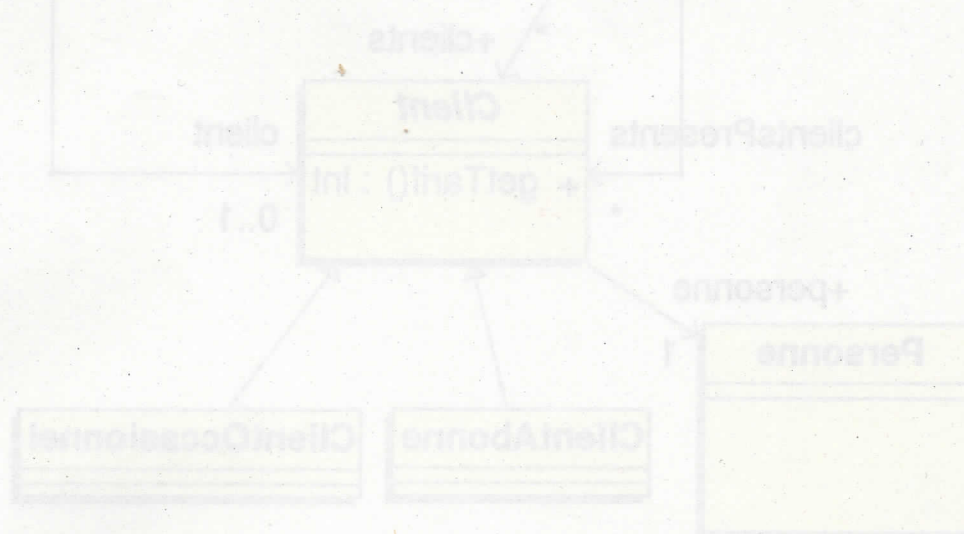 +clients
*
Client
client
clientsPresents
+ getTarif() : Int
0..1
*
+personne
1
Personne
ClientOccasionnel
ClientAbonne